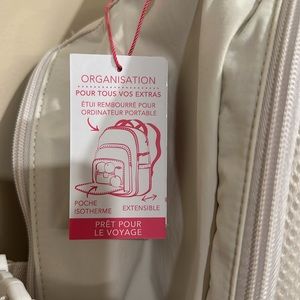 ORGANISATION
POUR TOUS VOS EXTRAS
ÉTUI REMBOURRÉ POUR
ORDINATEUR PORTABLE
POCHE
ISOTHERME
EXTENSIBLE
PRÊT POUR
LE VOYAGE